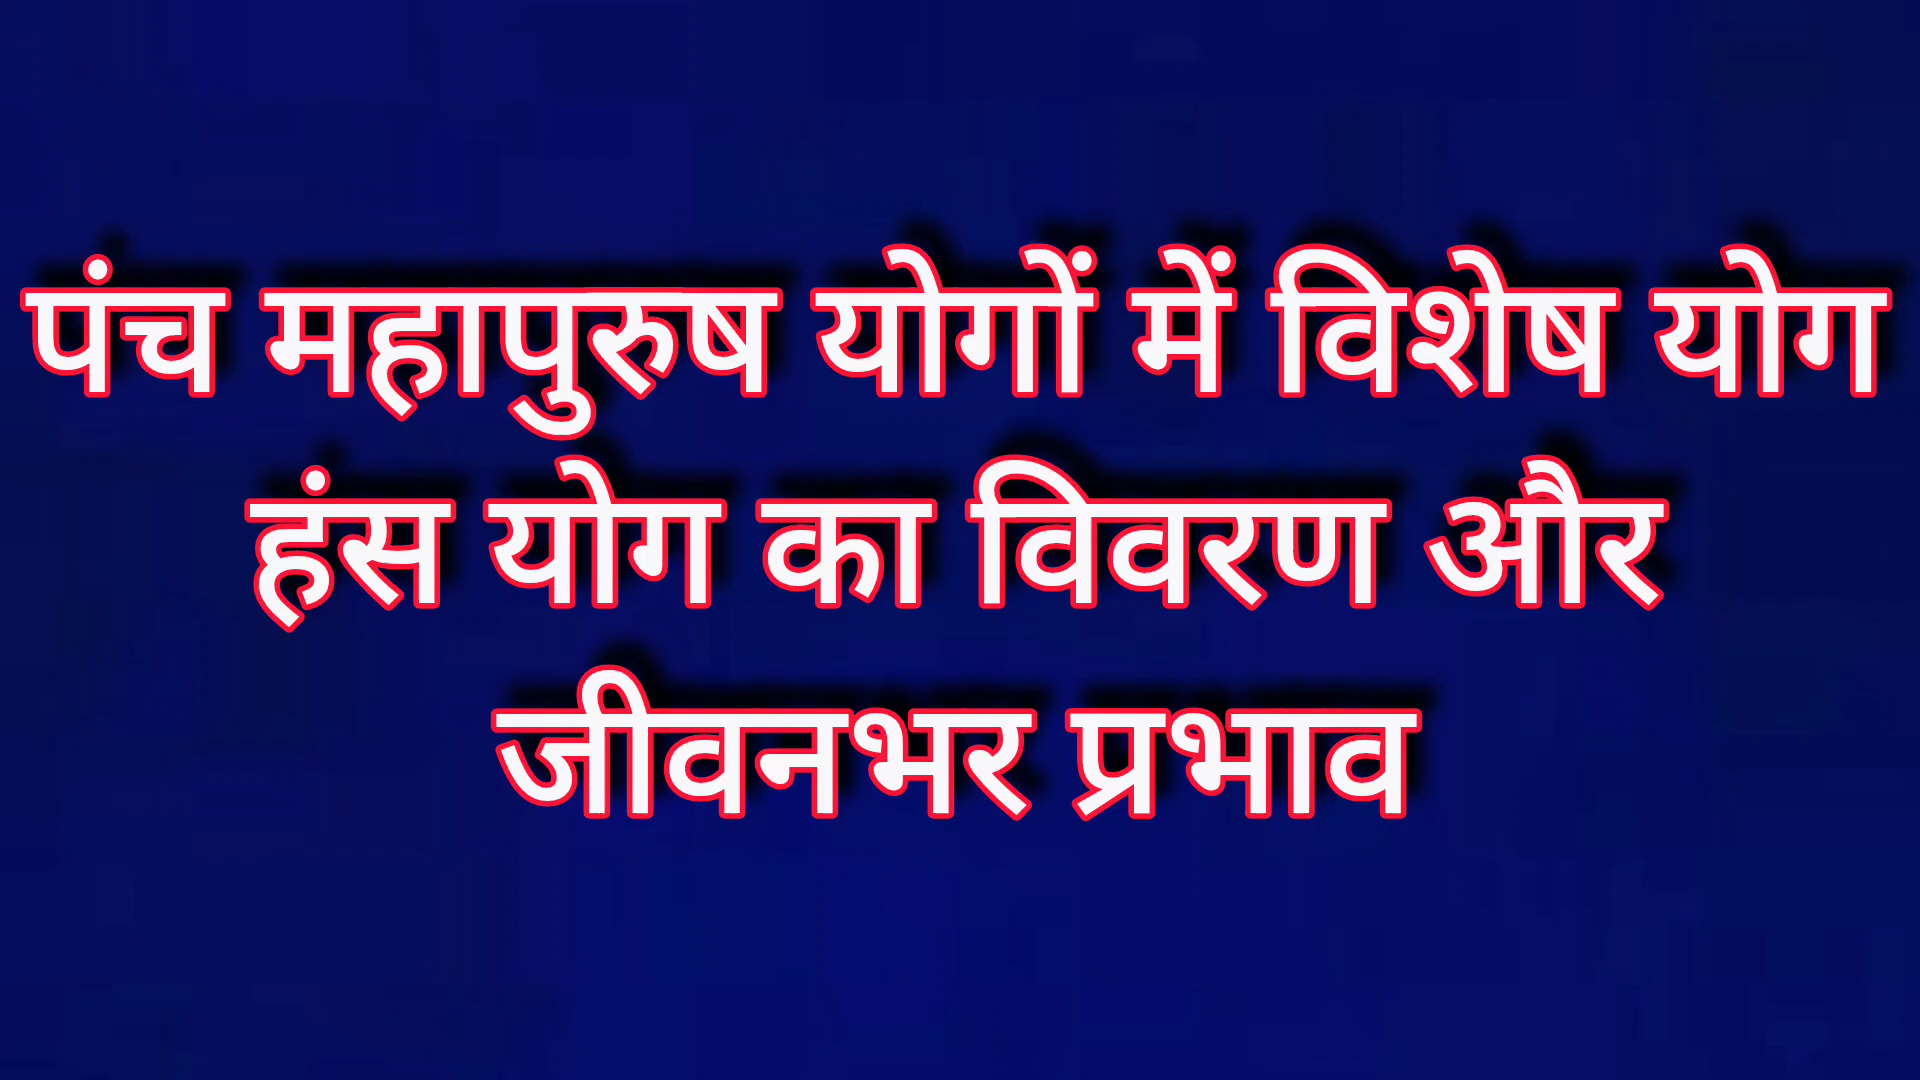 पंच महापुरुष योगों में विशेष योग
हंस योग का विवरण और
जीवनभर प्रभाव